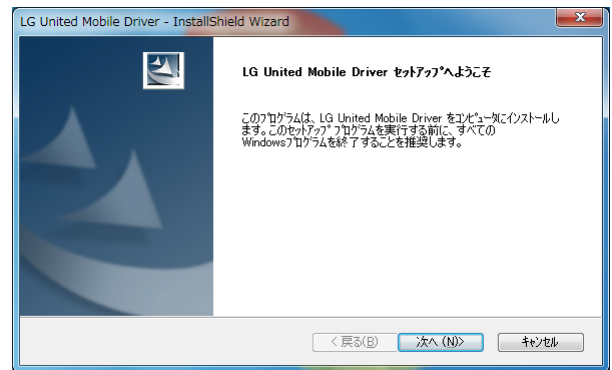 LG United Mobile Driver - InstallShield Wizard
LG United Mobile Driver ｾｯﾄｱｯﾌﾟへようこそ
このﾌﾟﾛｸﾞﾗﾑは、LG United Mobile Driver をｺﾝﾋﾟｭｰﾀにインストールし
ます。このｾｯﾄｱｯﾌﾟ ﾌﾟﾛｸﾞﾗﾑを実行する前に、すべての
Windowsﾌﾟﾛｸﾞﾗﾑを終了することを推奨します。
< 戻る(B) 次へ (N)> ｷｬﾝｾﾙ